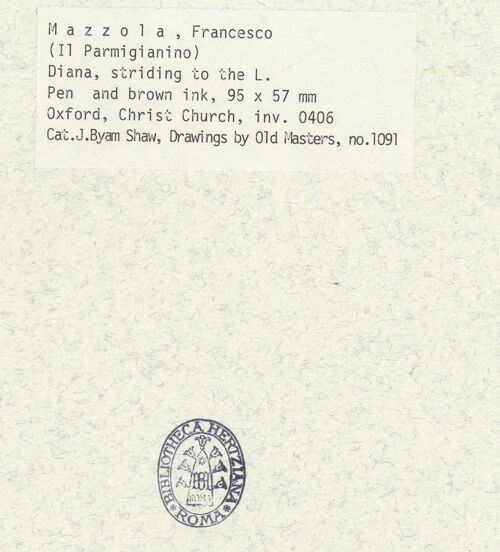 M a z z o l a , Francesco
(Il Parmigianino)
Diana, striding to the L.
Pen and brown ink, 95 x 57 mm
Oxford, Christ Church, inv. 0406
Cat.J.Byam Shaw, Drawings by Old Masters, no.1091
*BIBLIOTHECA HERTZIANA*
ROMA